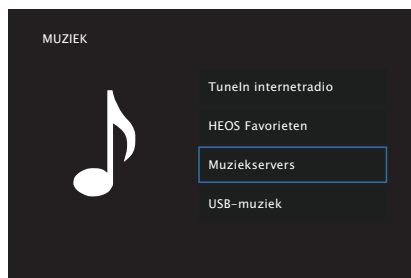 MUZIEK
TuneIn internetradio
HEOS Favorieten
Muziekservers
USB-muziek